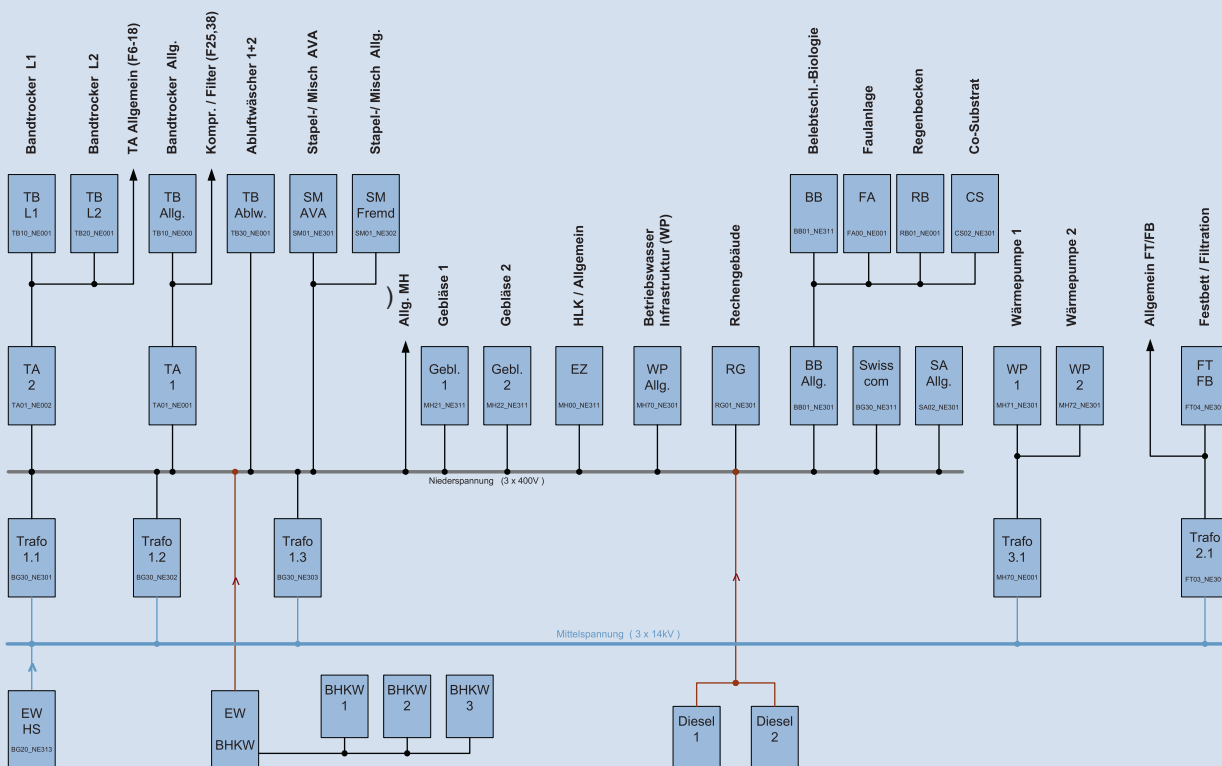 Bandtrocker L1
Bandtrocker L2
TA Allgemein (F6-18)
Bandtrocker Allg.
Kompr. / Filter (F25,38)
Abluftwäscher 1+2
Stapel-/ Misch AVA
Stapel-/ Misch Allg.
Belebtschl.-Biologie
Faulanlage
Regenbecken
Co-Substrat
TB
L1
TB10_NE001
TB
L2
TB20_NE001
TB
Allg.
TB10_NE000
TB
Ablw.
TB30_NE001
SM
AVA
SM01_NE301
SM
Fremd
SM01_NE302
BB
BB01_NE311
FA
FA00_NE001
RB
RB01_NE001
CS
CS02_NE301
)
Allg. MH
Gebläse 1
Gebläse 2
HLK / Allgemein
Betriebswasser
Infrastruktur (WP)
Rechengebäude
Wärmepumpe 1
Wärmepumpe 2
Allgemein FT/FB
Festbett / Filtration
TA
2
TA01_NE002
TA
1
TA01_NE001
Gebl.
1
MH21_NE311
Gebl.
2
MH22_NE311
EZ
MH00_NE311
WP
Allg.
MH70_NE301
RG
RG01_NE301
BB
Allg.
BB01_NE301
Swiss
com
BG30_NE311
SA
Allg.
SA02_NE301
WP
1
MH71_NE301
WP
2
MH72_NE301
FT
FB
FT04_NE30
Niederspannung (3 x 400V )
Trafo
1.1
BG30_NE301
Trafo
1.2
BG30_NE302
Trafo
1.3
BG30_NE303
Trafo
3.1
MH70_NE001
Trafo
2.1
FT03_NE30
Mittelspannung ( 3 x 14kV )
EW
HS
BG20_NE313
EW
BHKW
BHKW
1
BHKW
2
BHKW
3
Diesel
1
Diesel
2